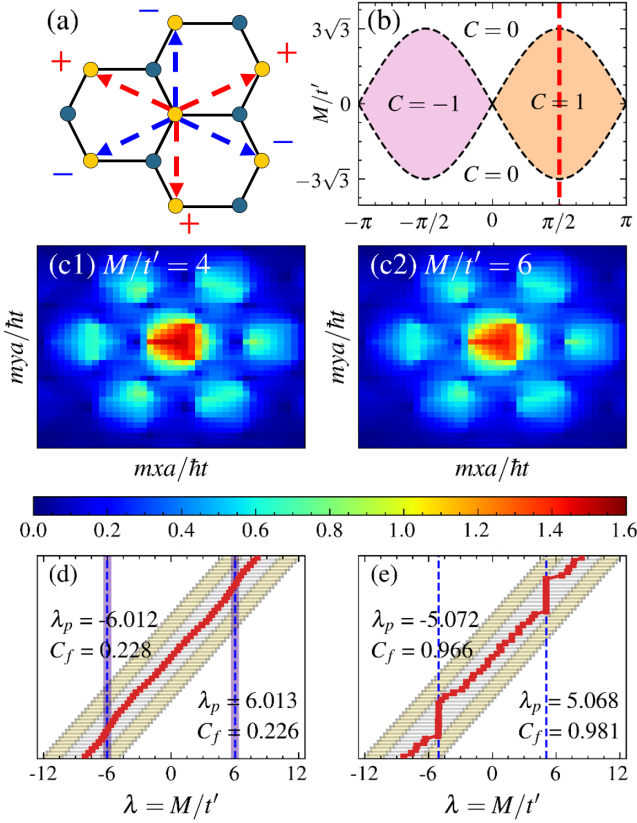 (a)
−
+
+
−
−
+
(b)
M/t′
3√3
0
−3√3
C = 0
C = −1
C = 1
C = 0
−π
−π/2
0
π/2
π
(c1) M/t′ = 4
mya/ħt
mxa/ħt
(c2) M/t′ = 6
mya/ħt
mxa/ħt
0.0 0.2 0.4 0.6 0.8 1.0 1.2 1.4 1.6
(d)
λp = -6.012
Cf = 0.228
λp = 6.013
Cf = 0.226
-12 -6 0 6 12
λ = M/t′
(e)
λp = -5.072
Cf = 0.966
λp = 5.068
Cf = 0.981
-12 -6 0 6 12
λ = M/t′